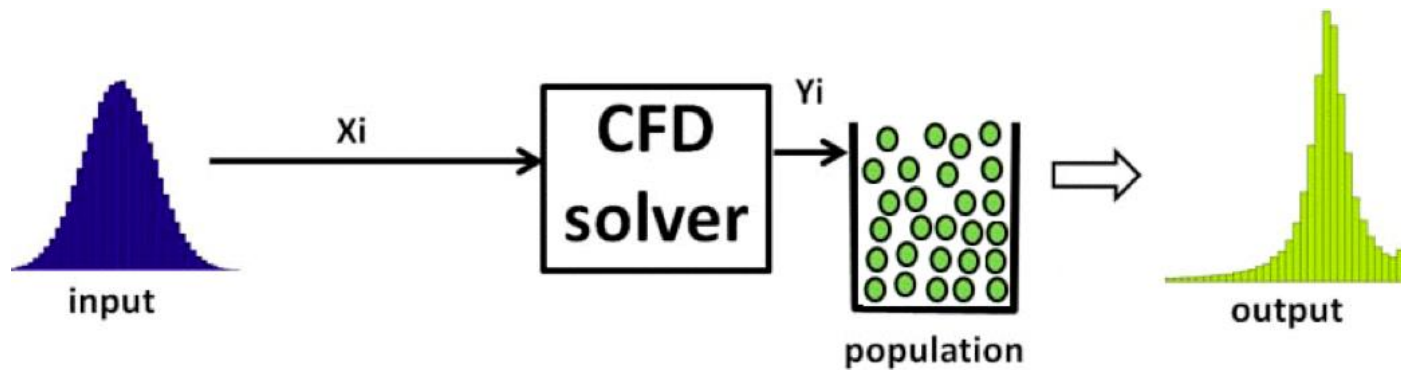 input
Xi
CFD
solver
Yi
population
output